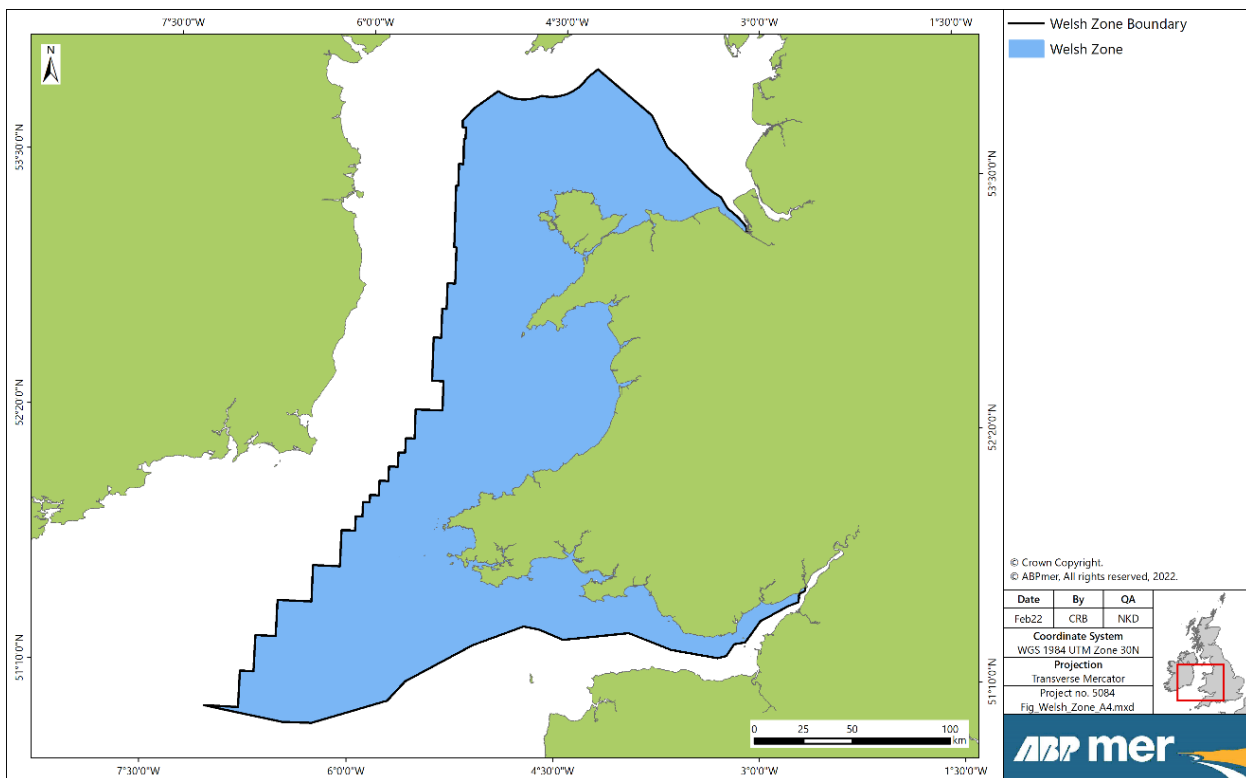 7°30'0"W 6°0'0"W 4°30'0"W 3°0'0"W 1°30'0"W
N
53°30'0"N
52°20'0"N
51°10'0"N
53°30'0"N
52°20'0"N
51°10'0"N
0 25 50 100
km
7°30'0"W 6°0'0"W 4°30'0"W 3°0'0"W 1°30'0"W
Welsh Zone Boundary
Welsh Zone
© Crown Copyright.
© ABPmer, All rights reserved, 2022.
Date By QA
Feb22 CRB NKD
Coordinate System
WGS 1984 UTM Zone 30N
Projection
Transverse Mercator
Project no. 5084
Fig_Welsh_Zone_A4.mxd
ABP mer